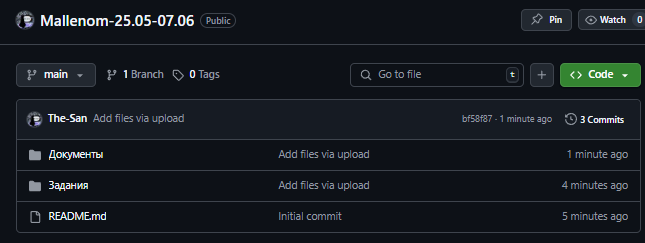 Mallenom-25.05-07.06 Public Pin Watch 0
main 1 Branch 0 Tags Go to file t + <> Code
The-San Add files via upload bf58f87 · 1 minute ago 3 Commits
Документы Add files via upload 1 minute ago
Задания Add files via upload 4 minutes ago
README.md Initial commit 5 minutes ago